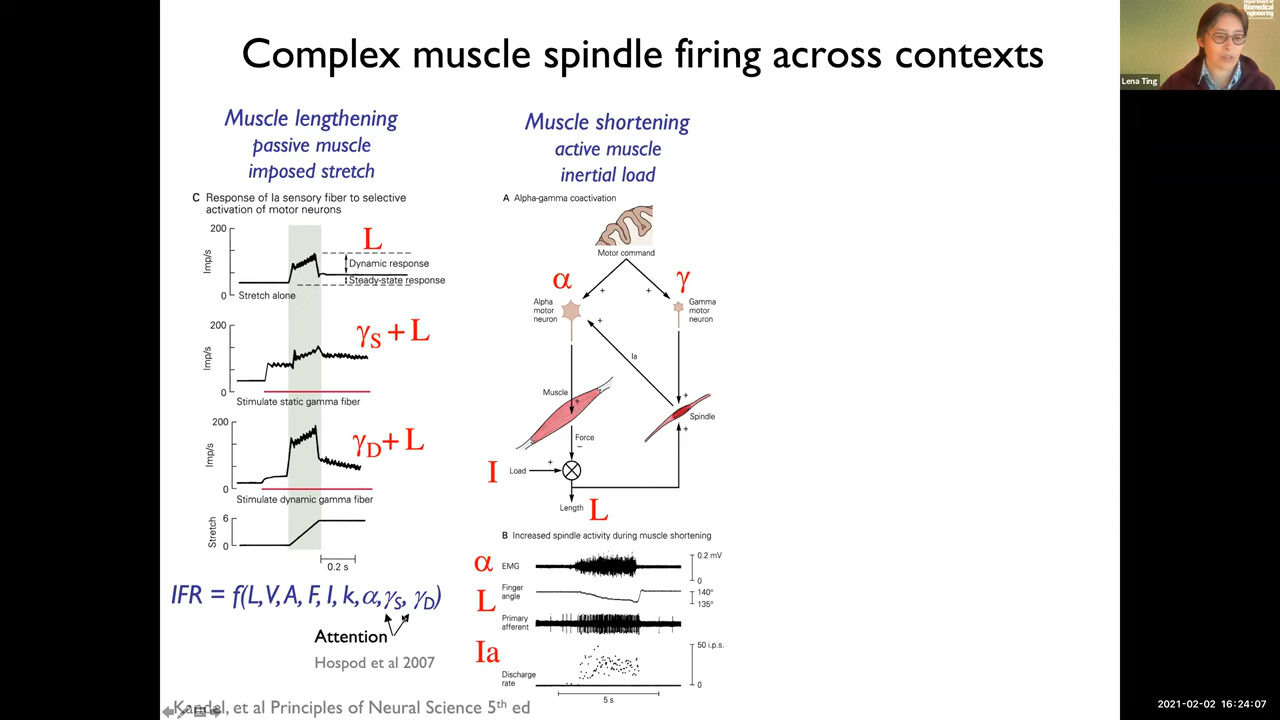 Complex muscle spindle firing across contexts
Department of
Biomedical
Engineering
Lena Ting
Muscle lengthening
passive muscle
imposed stretch
C Response of Ia sensory fiber to selective
activation of motor neurons
200
Imp/s
0
L
Dynamic response
Steady-state response
Stretch alone
200
Imp/s
0
γS + L
Stimulate static gamma fiber
200
Imp/s
0
γD + L
Stimulate dynamic gamma fiber
6
Stretch
0
0.2 s
IFR = f(L,V,A, F, I, k,α,γS, γD)
Attention
Hospod et al 2007
Kandel, et al Principles of Neural Science 5th ed
Muscle shortening
active muscle
inertial load
A Alpha-gamma coactivation
Motor command
α
γ
+
+
Alpha
motor
neuron
+
Gamma
motor
neuron
Ia
Muscle
+
+
Spindle
+
Force
−
I
Load
+
Length
L
B Increased spindle activity during muscle shortening
α
EMG
0.2 mV
0
L
Finger
angle
140°
135°
Primary
afferent
Ia
Discharge
rate
50 i.p.s.
0
5 s
2021-02-02 16:24:07